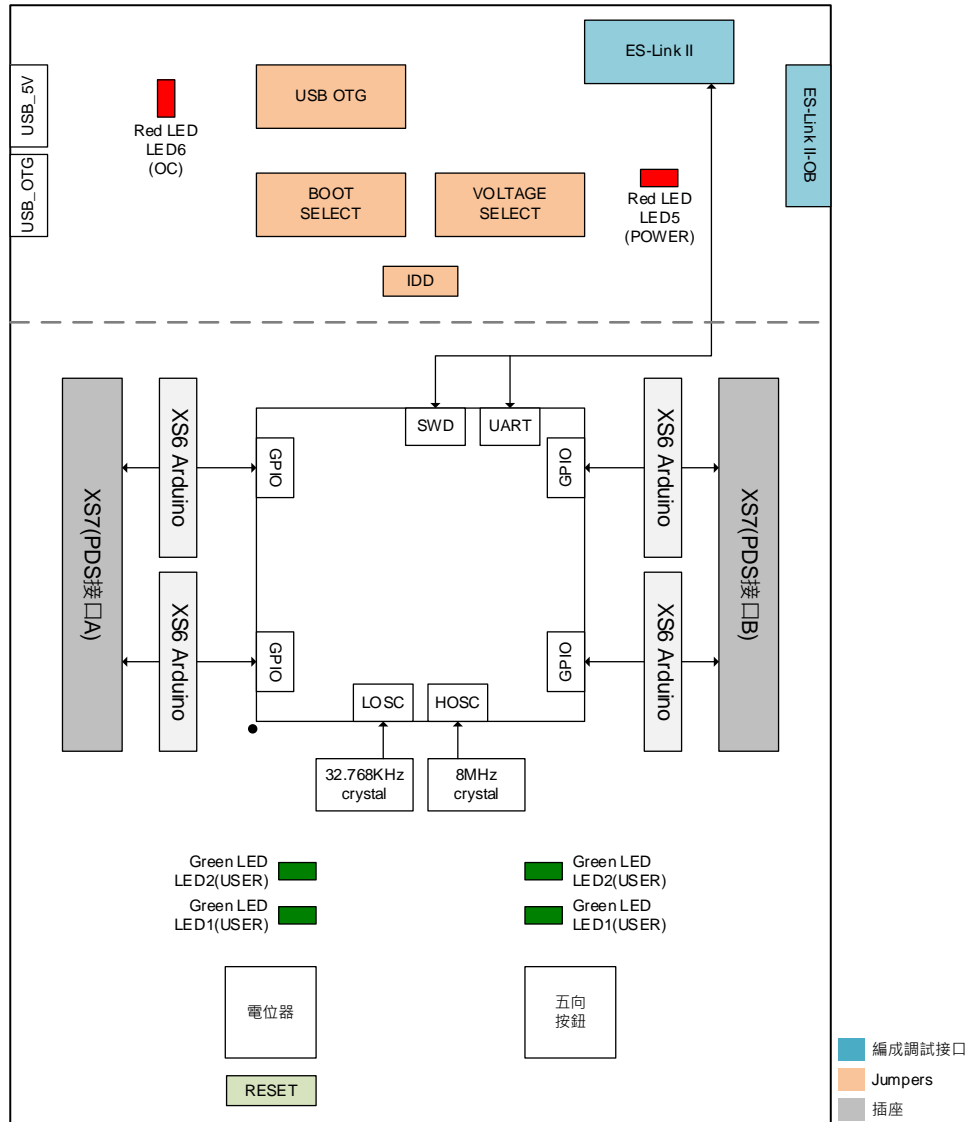 ES-Link II
USB_5V
USB_OTG
Red LED
LED6
(OC)
USB OTG
ES-Link II-OB
BOOT
SELECT
VOLTAGE
SELECT
Red LED
LED5
(POWER)
IDD
SWD
UART
XS7(PDS接口A)
XS6 Arduino
GPIO
GPIO
XS6 Arduino
XS7(PDS接口B)
XS6 Arduino
GPIO
GPIO
XS6 Arduino
LOSC
HOSC
32.768KHz
crystal
8MHz
crystal
Green LED
LED2(USER)
Green LED
LED2(USER)
Green LED
LED1(USER)
Green LED
LED1(USER)
電位器
五向
按鈕
RESET
編成調試接口
Jumpers
插座